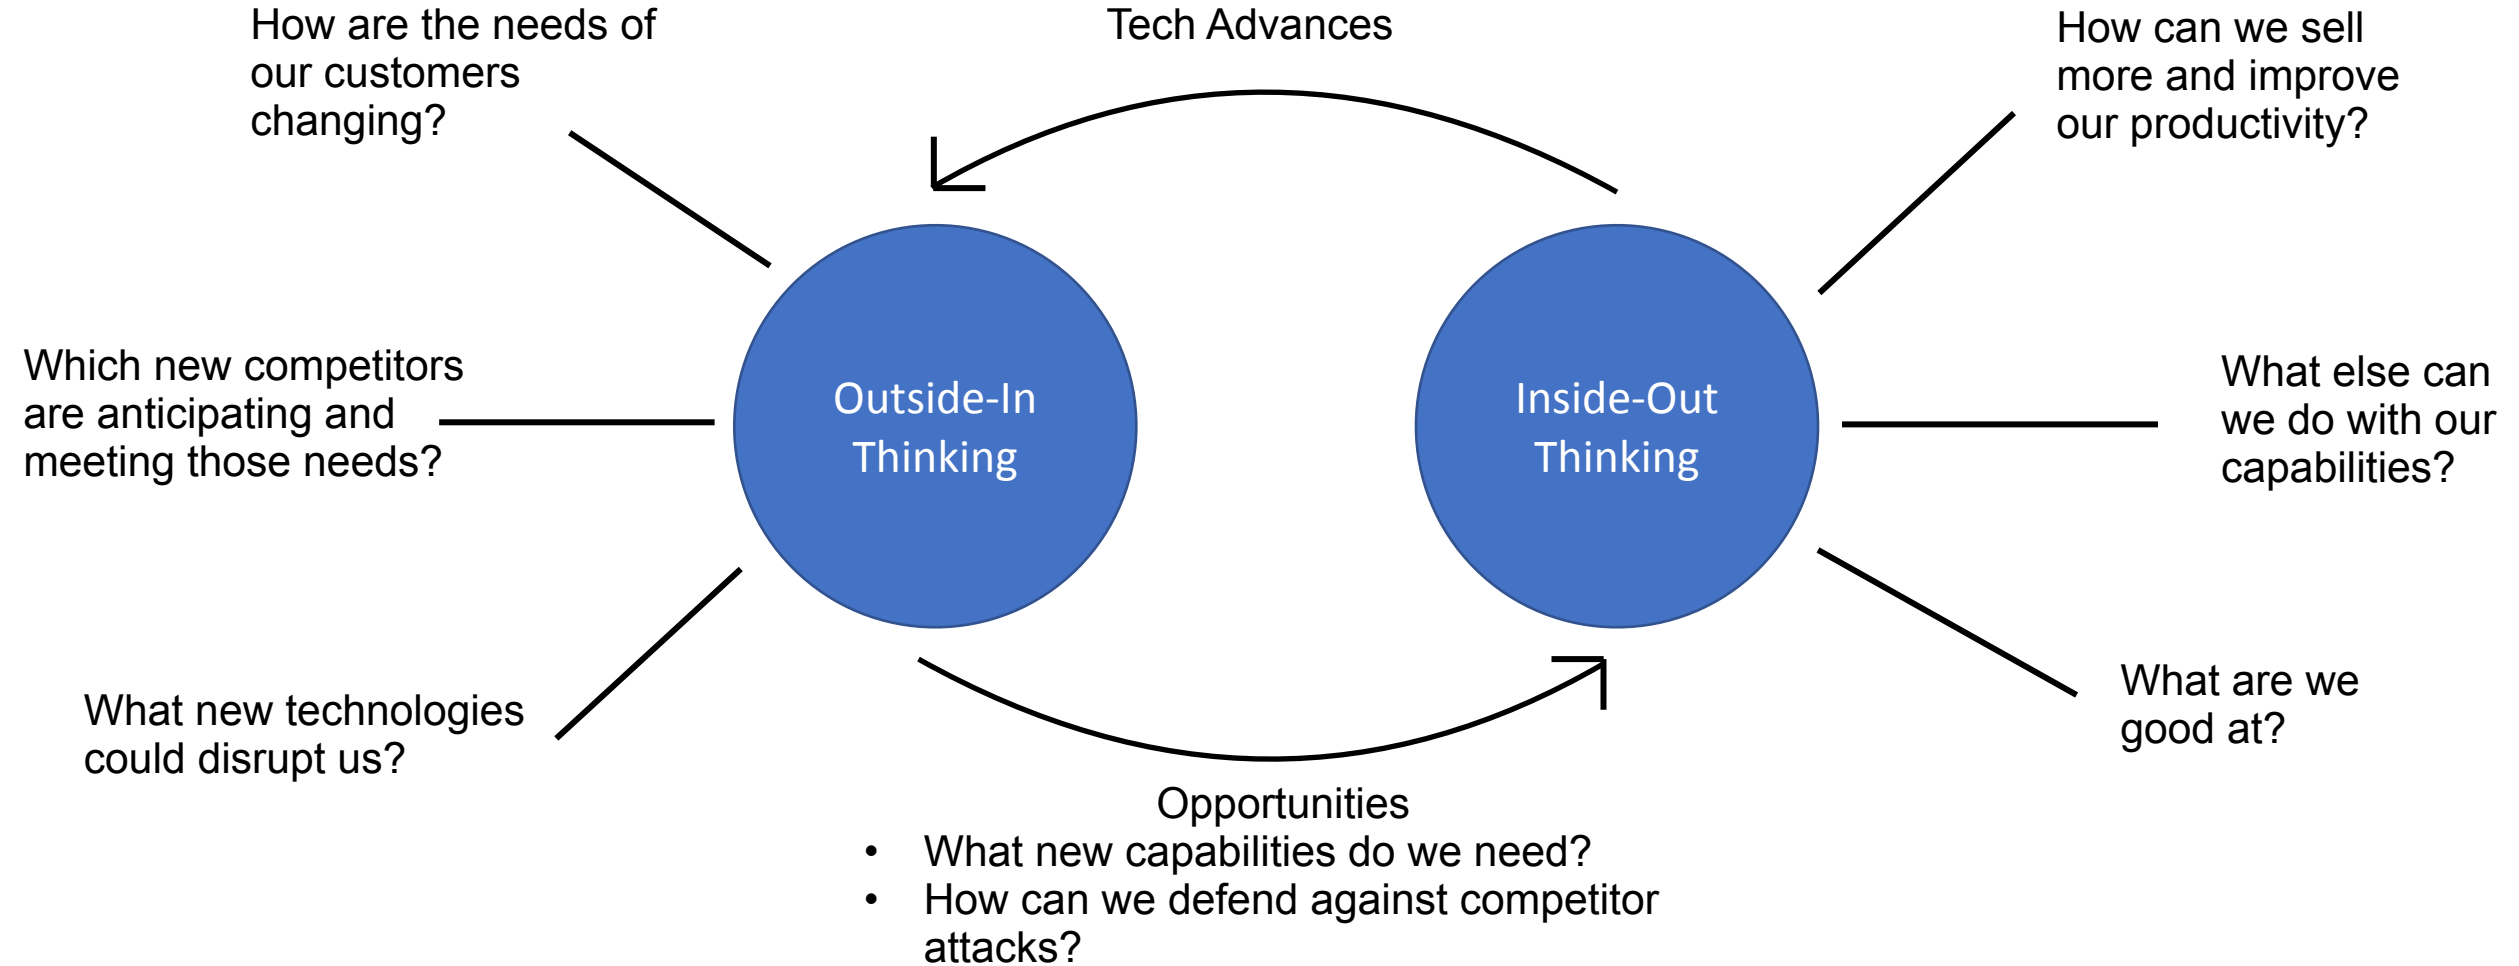 How are the needs of
our customers
changing?
Tech Advances
How can we sell
more and improve
our productivity?
Which new competitors
are anticipating and
meeting those needs?
Outside-In
Thinking
Inside-Out
Thinking
What else can
we do with our
capabilities?
What new technologies
could disrupt us?
What are we
good at?
Opportunities
• What new capabilities do we need?
• How can we defend against competitor
attacks?